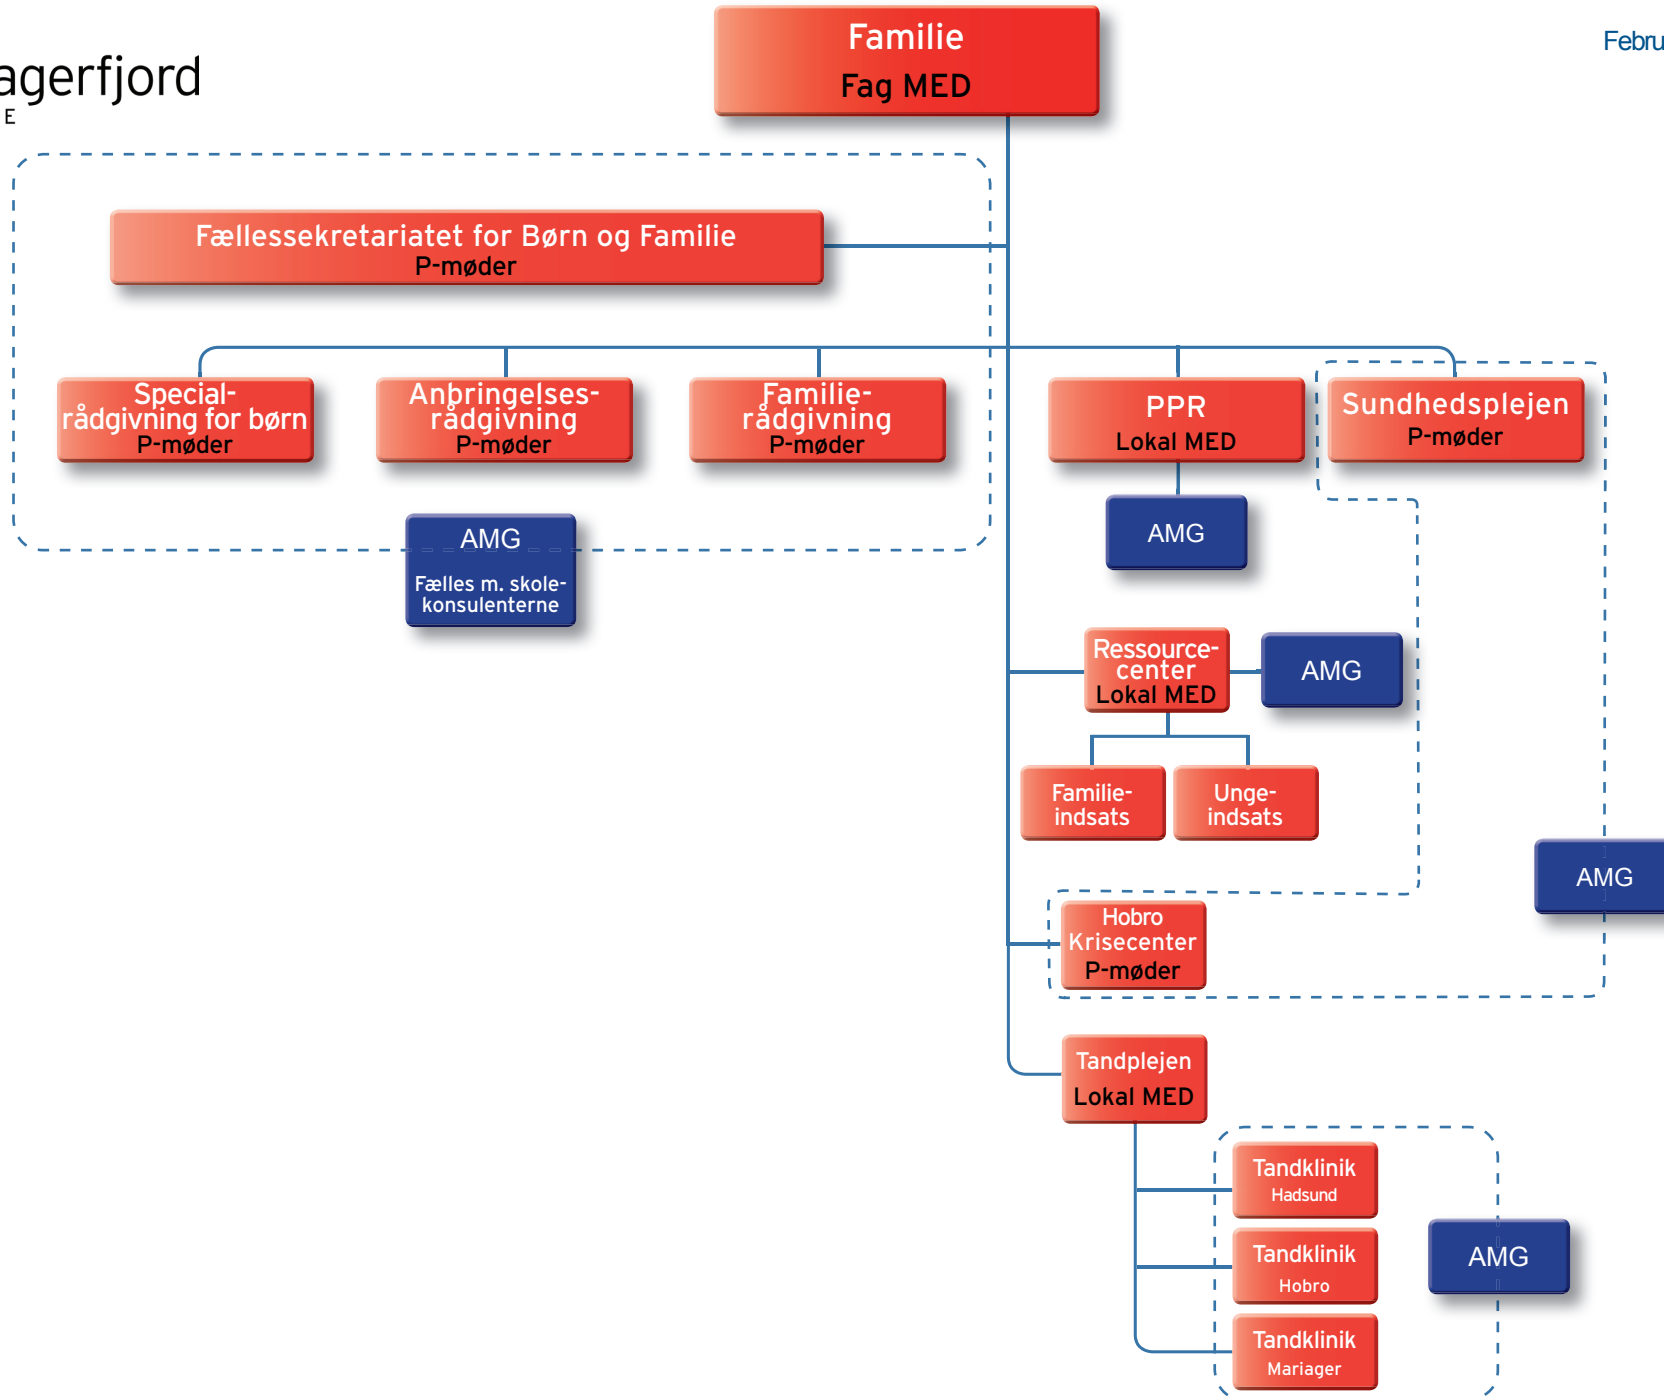 Familie
Fag MED
Febru
agerfjord
E
Fællessekretariatet for Børn og Familie
P-møder
Special-
rådgivning for børn
P-møder
Anbringelses-
rådgivning
P-møder
Familie-
rådgivning
P-møder
PPR
Lokal MED
Sundhedsplejen
P-møder
AMG
Fælles m. skole-
konsulenterne
AMG
Ressource-
center
Lokal MED
AMG
Familie-
indsats
Unge-
indsats
AMG
Hobro
Krisecenter
P-møder
Tandplejen
Lokal MED
Tandklinik
Hadsund
Tandklinik
Hobro
AMG
Tandklinik
Mariager